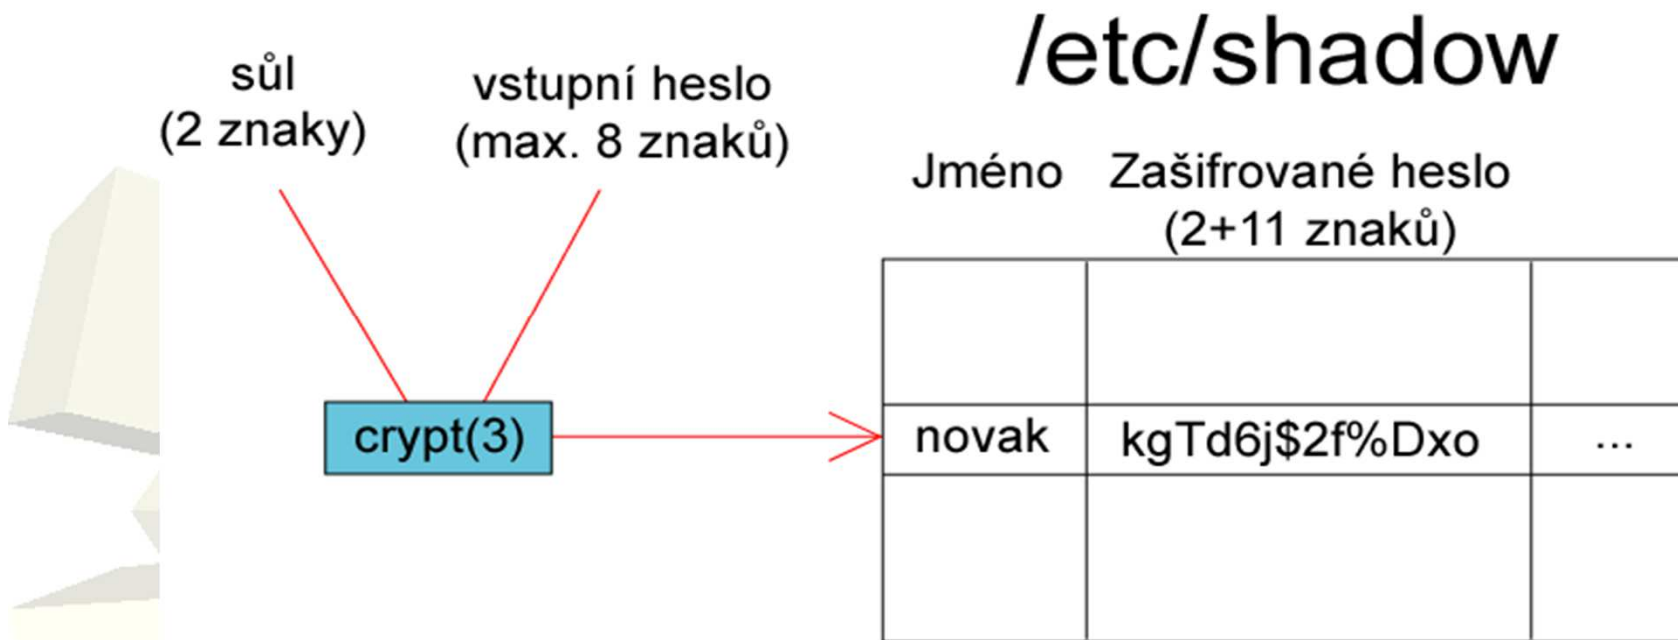 /etc/shadow
sůl
(2 znaky)
vstupní heslo
(max. 8 znaků)
Jméno
Zašifrované heslo
(2+11 znaků)
crypt(3)
novak
kgTd6j$2f%Dxo
...